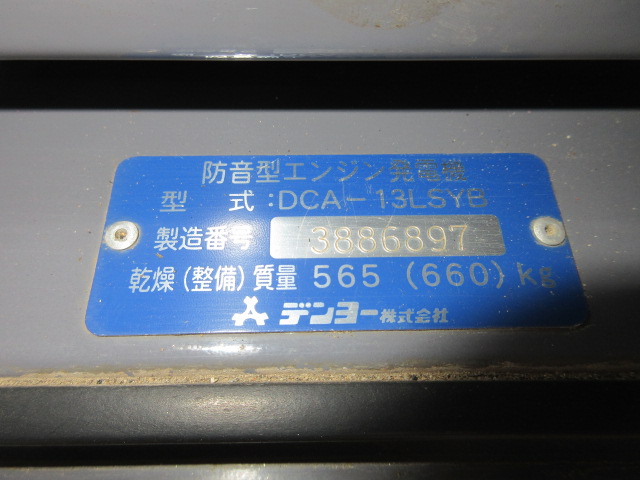 防音型エンジン発電機
型 式:DCA-13LSYB
製造番号 3886897
乾燥(整備)質量 565 (660) kg
デンヨー株式会社